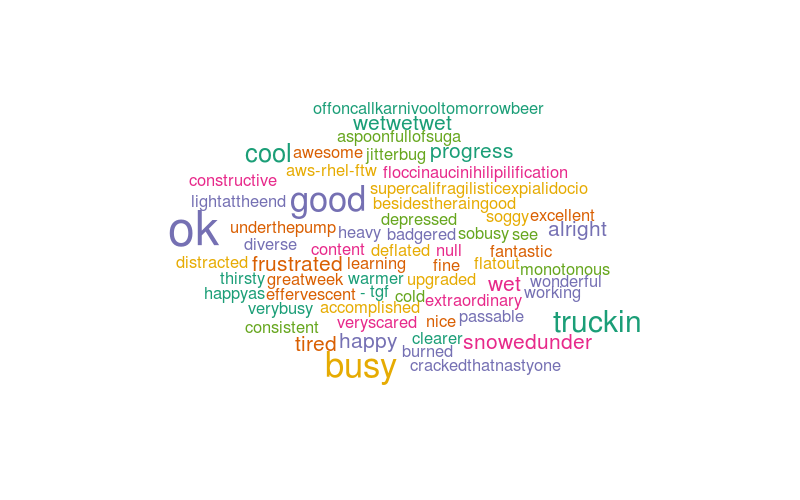 offoncallkarnivooltomorrowbeer
wetwetwet
aspoonfullofsuga
cool awesome jitterbug progress
aws-rhel-ftw floccinaucinihilipilification
constructive supercalifragilisticexpialidocio
lightattheend good besidestheraingood
ok depressed soggy excellent
underthepump heavy badgered sobusy see alright
diverse content deflated null fantastic
distracted frustrated learning fine flatout monotonous
thirsty greatweek warmer upgraded wet wonderful
happyas effervescent - tgf cold extraordinary working
verybusy accomplished
consistent veryscared nice passable truckin
tired happy clearer snowedunder
busy burned
crackedthatnastyone